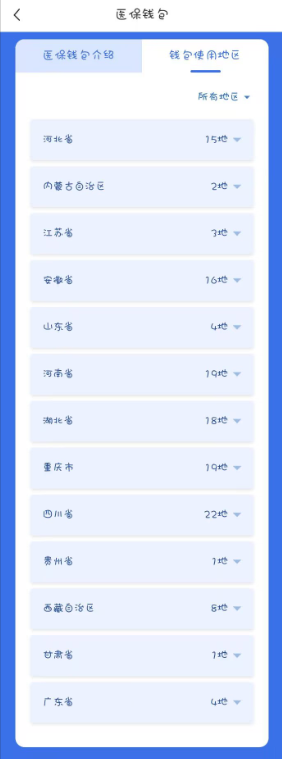 医保钱包
医保钱包介绍 钱包使用地区
所有地区
河北省 15地
内蒙古自治区 2地
江苏省 3地
安徽省 16地
山东省 4地
河南省 19地
湖北省 18地
重庆市 19地
四川省 22地
贵州省 1地
西藏自治区 8地
甘肃省 1地
广东省 4地